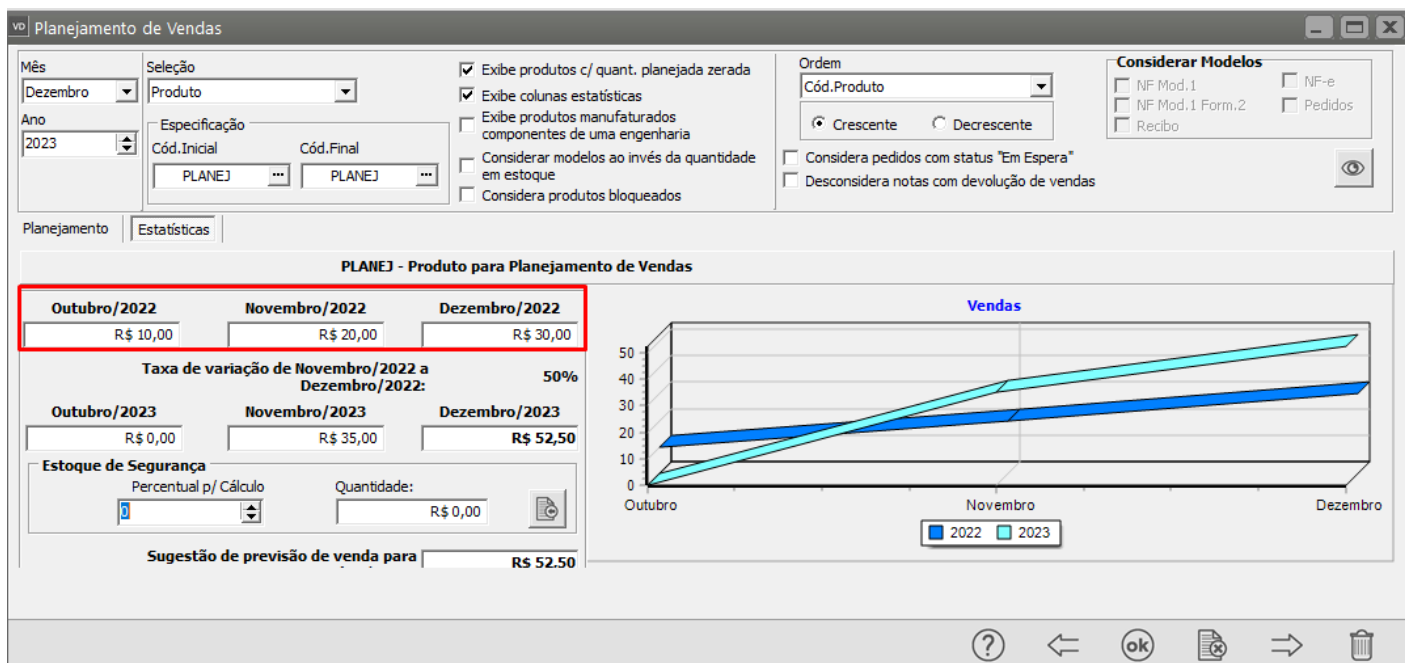 VD Planejamento de Vendas
Mês
Dezembro
Ano
2023
Seleção
Produto
Especificação
Cód.Inicial Cód.Final
PLANEJ ... PLANEJ ...
Exibe produtos c/ quant. planejada zerada
Exibe colunas estatísticas
Exibe produtos manufaturados
componentes de uma engenharia
Considerar modelos ao invés da quantidade
em estoque
Considera produtos bloqueados
Ordem
Cód.Produto
Crescente Decrescente
Considera pedidos com status "Em Espera"
Desconsidera notas com devolução de vendas
Considerar Modelos
NF Mod.1 NF-e
NF Mod.1 Form.2 Pedidos
Recibo
Planejamento Estatísticas
PLANEJ - Produto para Planejamento de Vendas
Outubro/2022 Novembro/2022 Dezembro/2022
R$ 10,00 R$ 20,00 R$ 30,00
Taxa de variação de Novembro/2022 a
Dezembro/2022:
50%
Outubro/2023 Novembro/2023 Dezembro/2023
R$ 0,00 R$ 35,00 R$ 52,50
Estoque de Segurança
Percentual p/ Cálculo Quantidade:
0 R$ 0,00
Sugestão de previsão de venda para
R$ 52,50
Vendas
50
40
30
20
10
0
Outubro Novembro Dezembro
2022 2023
? ok